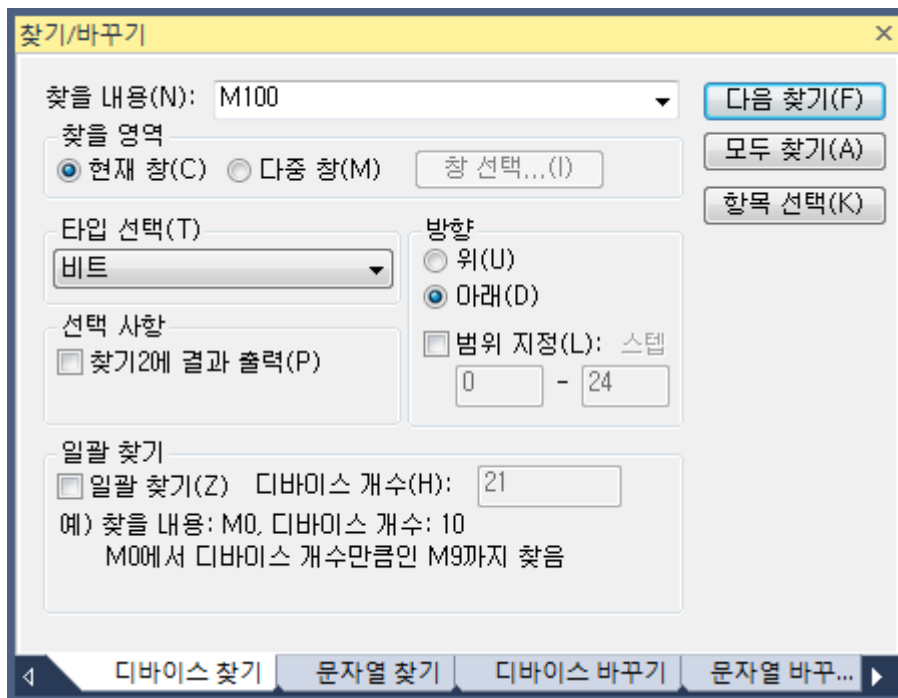 찾기/바꾸기
찾을 내용(N): M100
다음 찾기(F)
찾을 영역
현재 창(C) 다중 창(M) 창 선택...(I)
모두 찾기(A)
항목 선택(K)
타입 선택(T)
비트
방향
위(U)
아래(D)
선택 사항
찾기2에 결과 출력(P)
범위 지정(L): 스텝
0 - 24
일괄 찾기
일괄 찾기(Z) 디바이스 개수(H): 21
예) 찾을 내용: M0, 디바이스 개수: 10
M0에서 디바이스 개수만큼인 M9까지 찾음
디바이스 찾기 문자열 찾기 디바이스 바꾸기 문자열 바꾸...